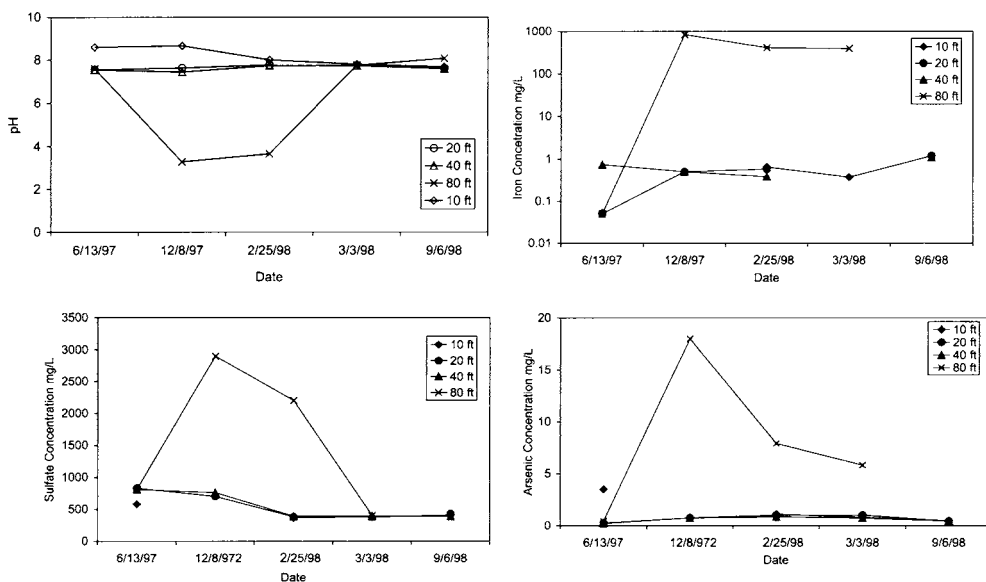 10
8
6
4
2
0
pH
20 ft
40 ft
80 ft
10 ft
6/13/97 12/8/97 2/25/98 3/3/98 9/6/98
Date
1000
100
10
1
0.1
0.01
Iron Concetration mg/L
10 ft
20 ft
40 ft
80 ft
6/13/97 12/8/97 2/25/98 3/3/98 9/6/98
Date
3500
3000
2500
2000
1500
1000
500
0
Sulfate Concentration mg/L
10 ft
20 ft
40 ft
80 ft
6/13/97 12/8/972 2/25/98 3/3/98 9/6/98
Date
20
15
10
5
0
Arsenic Concentration mg/L
10 ft
20 ft
40 ft
80 ft
6/13/97 12/8/972 2/25/98 3/3/98 9/6/98
Date